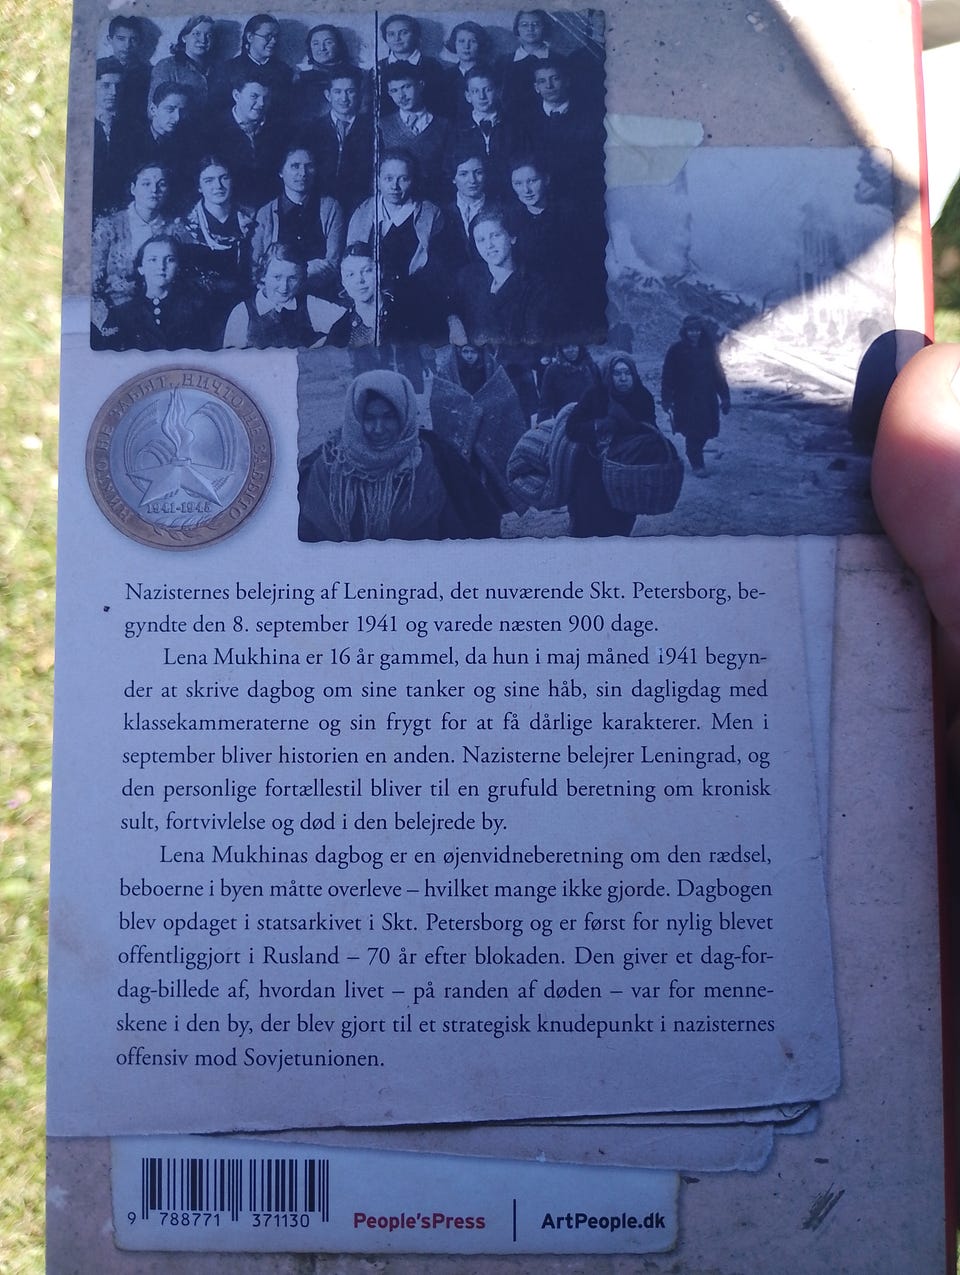 НИКТО НЕ ЗАБЫТ, НИЧТО НЕ ЗАБЫТО
1941-1945
Nazisternes belejring af Leningrad, det nuværende Skt. Petersborg, be-
gyndte den 8. september 1941 og varede næsten 900 dage.
Lena Mukhina er 16 år gammel, da hun i maj måned 1941 begyn-
der at skrive dagbog om sine tanker og sine håb, sin dagligdag med
klassekammeraterne og sin frygt for at få dårlige karakterer. Men i
september bliver historien en anden. Nazisterne belejrer Leningrad, og
den personlige fortællestil bliver til en grufuld beretning om kronisk
sult, fortvivlelse og død i den belejrede by.
Lena Mukhinas dagbog er en øjenvidneberetning om den rædsel,
beboerne i byen måtte overleve – hvilket mange ikke gjorde. Dagbogen
blev opdaget i statsarkivet i Skt. Petersborg og er først for nylig blevet
offentliggjort i Rusland – 70 år efter blokaden. Den giver et dag-for-
dag-billede af, hvordan livet – på randen af døden – var for menne-
skene i den by, der blev gjort til et strategisk knudepunkt i nazisternes
offensiv mod Sovjetunionen.
9 788771 371130
People'sPress | ArtPeople.dk